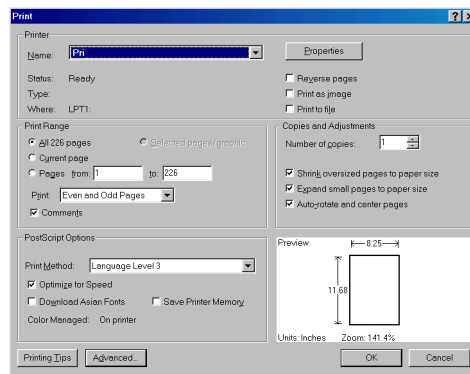 Print
Printer
Name: Pri
Properties
Status: Ready
Type:
Where: LPT1:
Reverse pages
Print as image
Print to file
Print Range
All 226 pages
Selected pages/graphic
Current page
Pages from: 1 to: 226
Print: Even and Odd Pages
Comments
Copies and Adjustments
Number of copies: 1
Shrink oversized pages to paper size
Expand small pages to paper size
Auto-rotate and center pages
PostScript Options
Print Method: Language Level 3
Optimize for Speed
Download Asian Fonts
Save Printer Memory
Color Managed: On printer
Preview
8.25
11.68
Units: Inches Zoom: 141.4%
Printing Tips
Advanced...
OK
Cancel